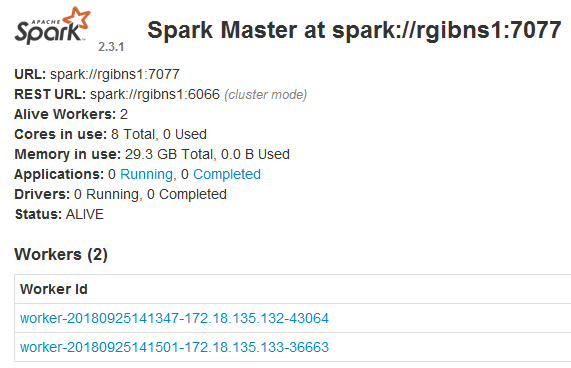 APACHE
Spark 2.3.1 Spark Master at spark://rgibns1:7077
URL: spark://rgibns1:7077
REST URL: spark://rgibns1:6066 (cluster mode)
Alive Workers: 2
Cores in use: 8 Total, 0 Used
Memory in use: 29.3 GB Total, 0.0 B Used
Applications: 0 Running, 0 Completed
Drivers: 0 Running, 0 Completed
Status: ALIVE
Workers (2)
Worker Id
worker-20180925141347-172.18.135.132-43064
worker-20180925141501-172.18.135.133-36663